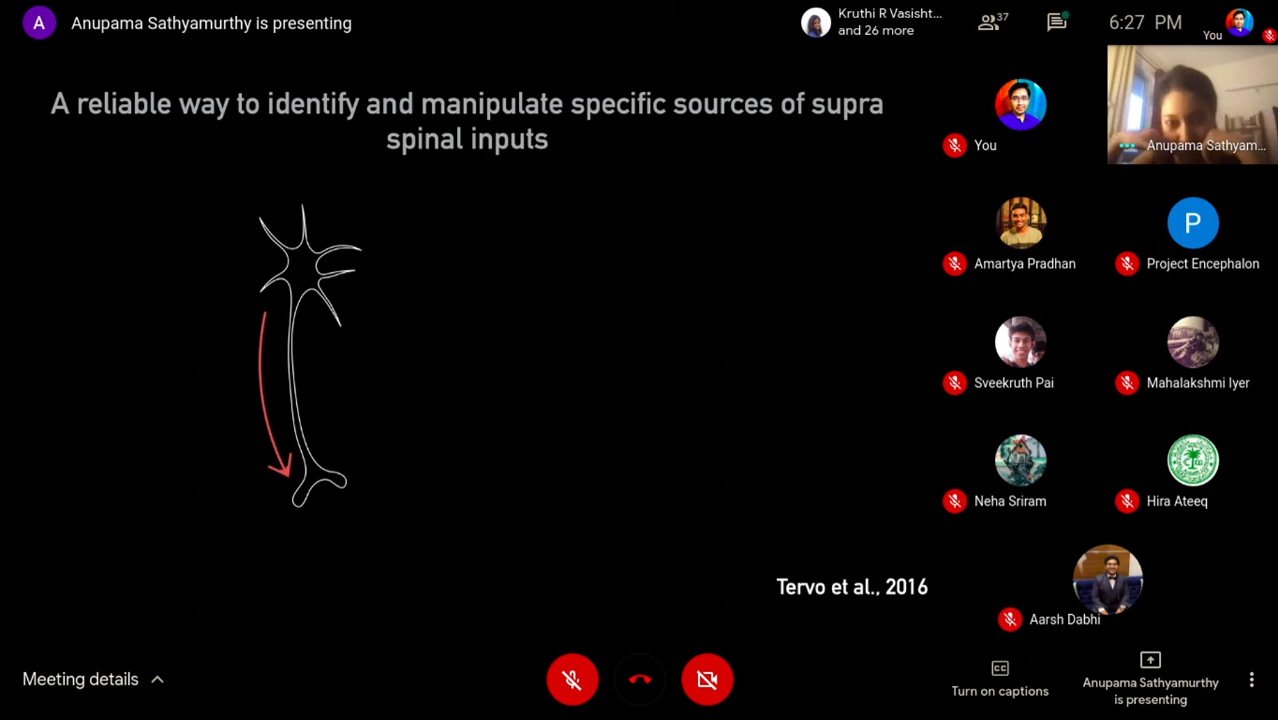 A
Anupama Sathyamurthy is presenting
Kruthi R Vasisht...
and 26 more
37
6:27 PM
You
A reliable way to identify and manipulate specific sources of supra
spinal inputs
You
Anupama Sathyam...
Amartya Pradhan
P
Project Encephalon
Sveekruth Pai
Mahalakshmi Iyer
Neha Sriram
Hira Ateeq
Tervo et al., 2016
Aarsh Dabhi
Meeting details
CC
Turn on captions
Anupama Sathyamurthy
is presenting